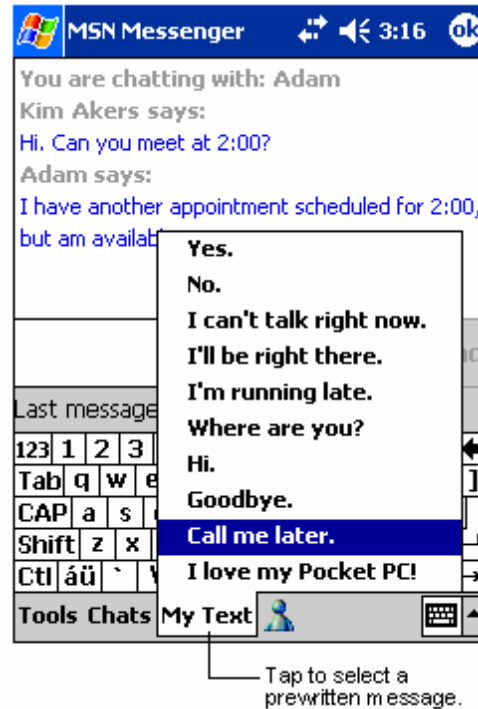 MSN Messenger 3:16 ok
You are chatting with: Adam
Kim Akers says:
Hi. Can you meet at 2:00?
Adam says:
I have another appointment scheduled for 2:00,
but am
Yes.
No.
I can't talk right now.
I'll be right there.
I'm running late.
Where are you?
Hi.
Goodbye.
Call me later.
I love my Pocket PC!
Last message
123 1 2 3
Tab q w e ]
CAP a s
Shift z x
Ctl áü `
Tools Chats My Text
Tap to select a
prewritten message.